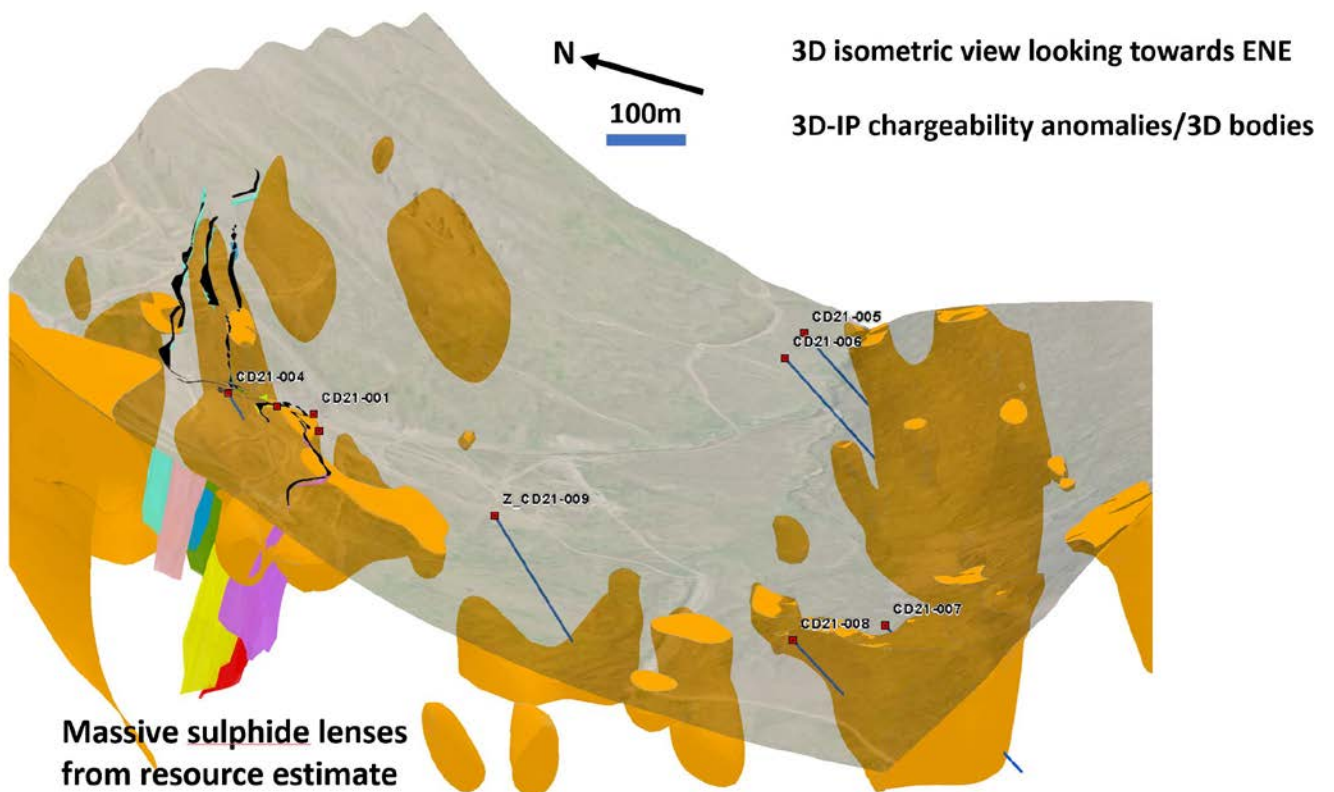 N
3D isometric view looking towards ENE
100m
3D-IP chargeability anomalies/3D bodies
CD21-005
CD21-006
CD21-004
CD21-001
Z_CD21-009
CD21-007
CD21-008
Massive sulphide lenses
from resource estimate